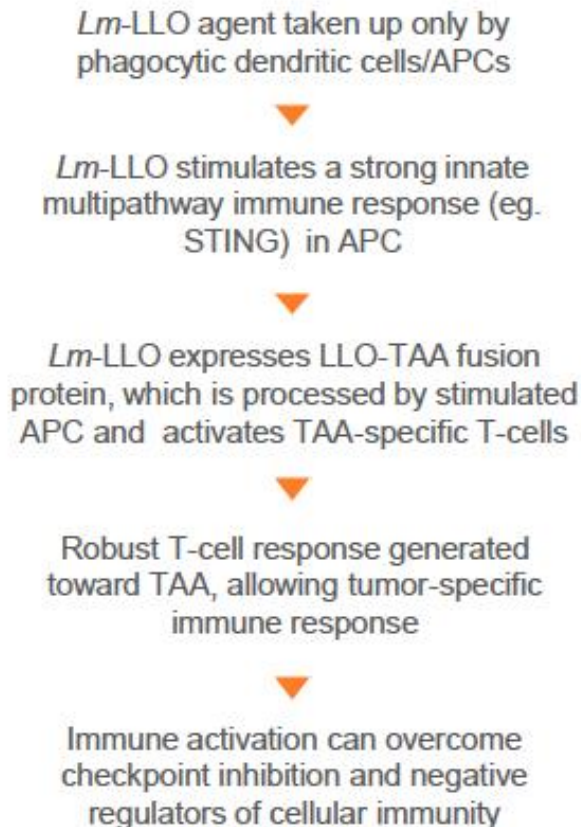 Lm-LLO agent taken up only by
phagocytic dendritic cells/APCs
Lm-LLO stimulates a strong innate
multipathway immune response (eg.
STING) in APC
Lm-LLO expresses LLO-TAA fusion
protein, which is processed by stimulated
APC and activates TAA-specific T-cells
Robust T-cell response generated
toward TAA, allowing tumor-specific
immune response
Immune activation can overcome
checkpoint inhibition and negative
regulators of cellular immunity